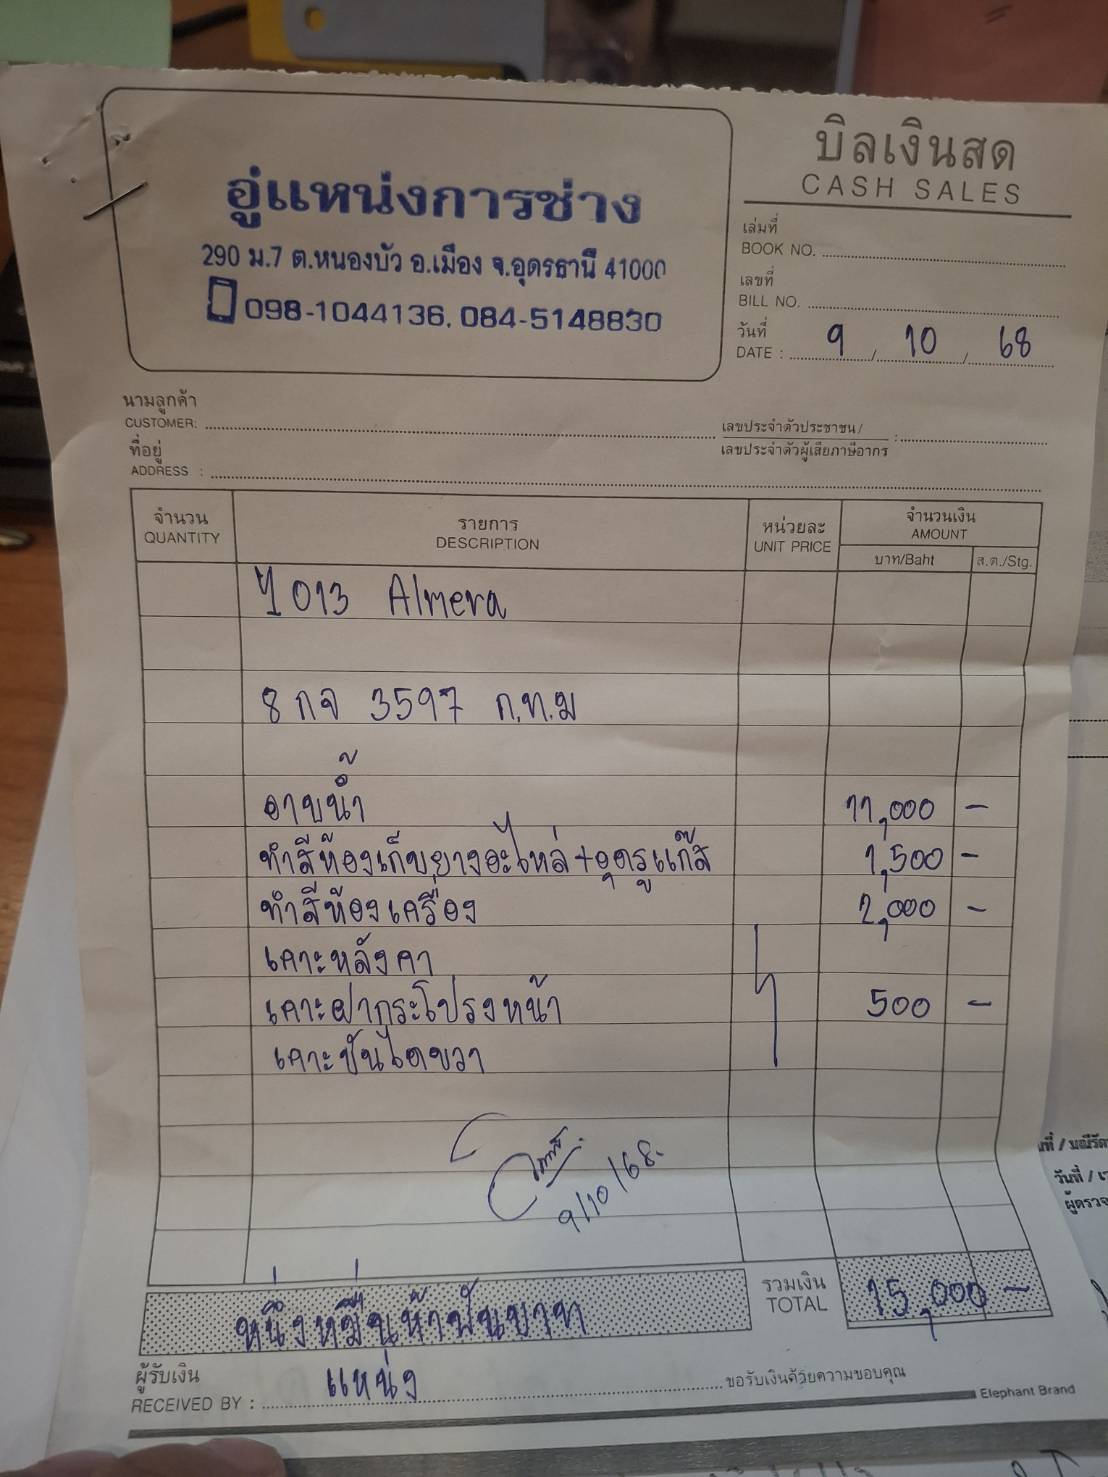 บิลเงินสด
CASH SALES
อู่แหน่งการช่าง
290 ม.7 ต.หนองบัว อ.เมือง จ.อุดรธานี 41000
098-1044136, 084-5148830
เล่มที่
BOOK NO.
เลขที่
BILL NO.
วันที่
DATE : 9 / 10 / 68
นามลูกค้า
CUSTOMER:
ที่อยู่
ADDRESS :
เลขประจำตัวประชาชน /
เลขประจำตัวผู้เสียภาษีอากร :
จำนวน รายการ หน่วยละ จำนวนเงิน
QUANTITY DESCRIPTION UNIT PRICE AMOUNT
บาท/Baht ส.ต./Stg.
ป 013 Almera
8 กจ 3597 ก.ท.ม
อาบน้ำ 11,000 -
ทำสีห้องเก็บยางอะไหล่+อุดรูแก๊ส 1,500 -
ทำสีห้องเครื่อง 2,000 -
เคาะหลังคา
เคาะฝากระโปรงหน้า 500 -
เคาะบันไดขวา
9/10/68.
หนึ่งหมื่นห้าพันบาท
รวมเงิน
TOTAL 15,000 -
ผู้รับเงิน
RECEIVED BY : แหน่ง
ขอรับเงินด้วยความขอบคุณ
Elephant Brand